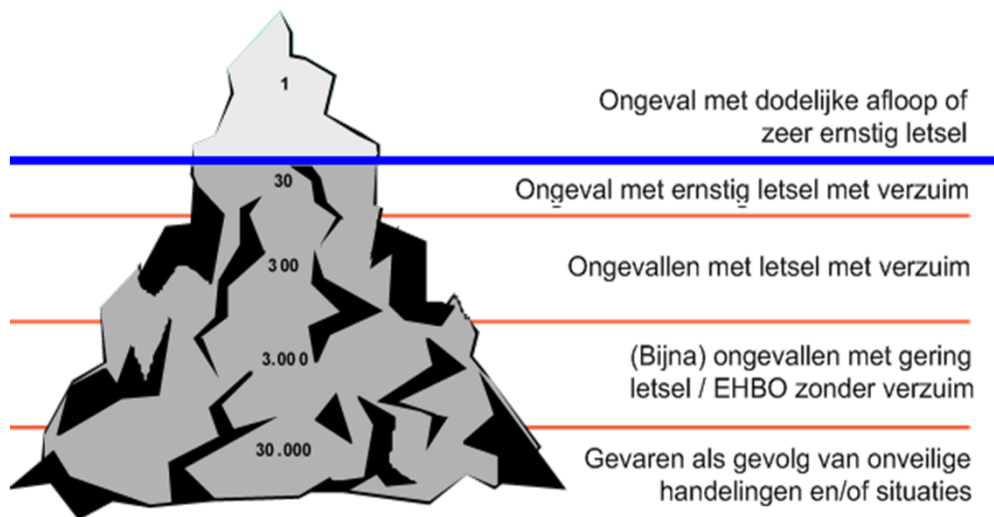 1
Ongeval met dodelijke afloop of
zeer ernstig letsel
30
Ongeval met ernstig letsel met verzuim
300
Ongevallen met letsel met verzuim
3.000
(Bijna) ongevallen met gering
letsel / EHBO zonder verzuim
30.000
Gevaren als gevolg van onveilige
handelingen en/of situaties